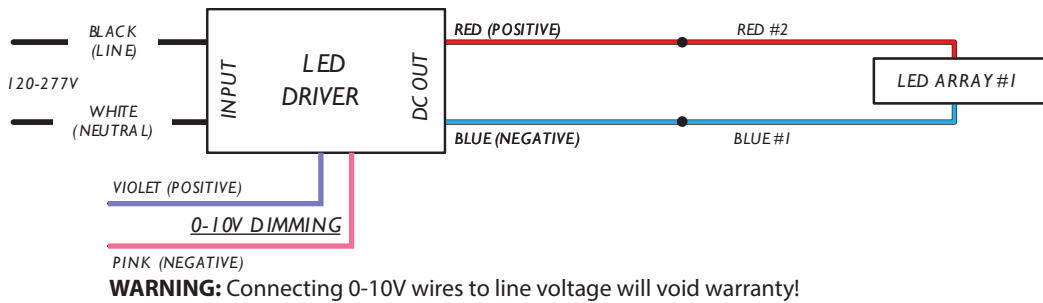 BLACK
(LINE)
120-277V
WHITE
(NEUTRAL)
INPUT
LED
DRIVER
DC OUT
RED (POSITIVE)
RED #2
LED ARRAY #1
BLUE (NEGATIVE)
BLUE #1
VIOLET (POSITIVE)
0-10V DIMMING
PINK (NEGATIVE)
WARNING: Connecting 0-10V wires to line voltage will void warranty!